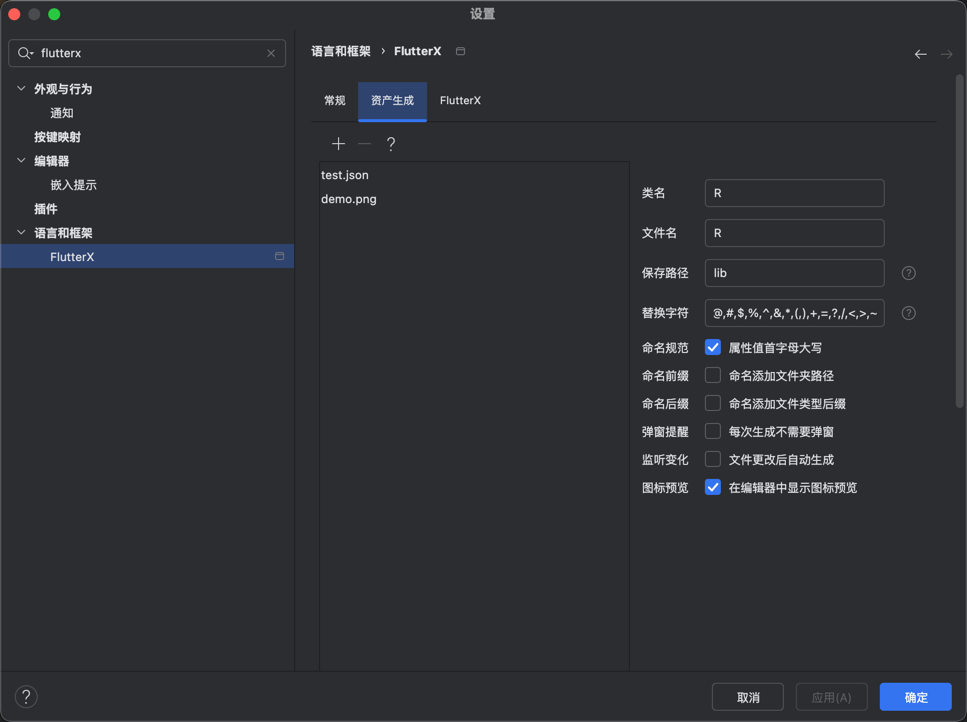 设置
flutterx
外观与行为
通知
按键映射
编辑器
嵌入提示
插件
语言和框架
FlutterX
语言和框架 › FlutterX
常规 资产生成 FlutterX
test.json
demo.png
类名 R
文件名 R
保存路径 lib ?
替换字符 @,#,$,%,^,&,*,(,),+,=,?,/,<,>,~ ?
命名规范 属性值首字母大写
命名前缀 命名添加文件夹路径
命名后缀 命名添加文件类型后缀
弹窗提醒 每次生成不需要弹窗
监听变化 文件更改后自动生成
图标预览 在编辑器中显示图标预览
? 取消 应用(A) 确定